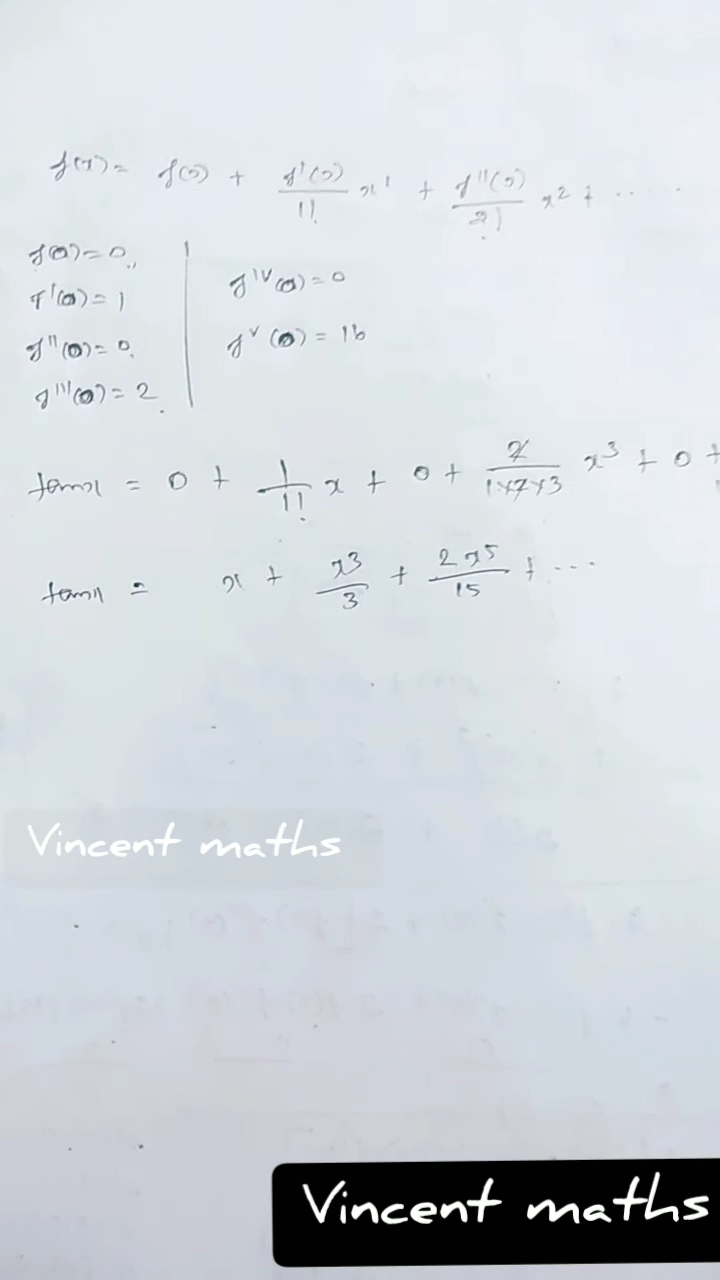 f(x) = f(0) + f'(0)/1! x¹ + f''(0)/2! x² + ......
f(0) = 0
f'(0) = 1
f''(0) = 0
f'''(0) = 2
f^IV(0) = 0
f^V(0) = 16
tanx = 0 + 1/1! x + 0 + 2/(1×2×3) x³ + 0 +
tanx = x + x³/3 + 2x⁵/15 + ...
Vincent maths
Vincent maths